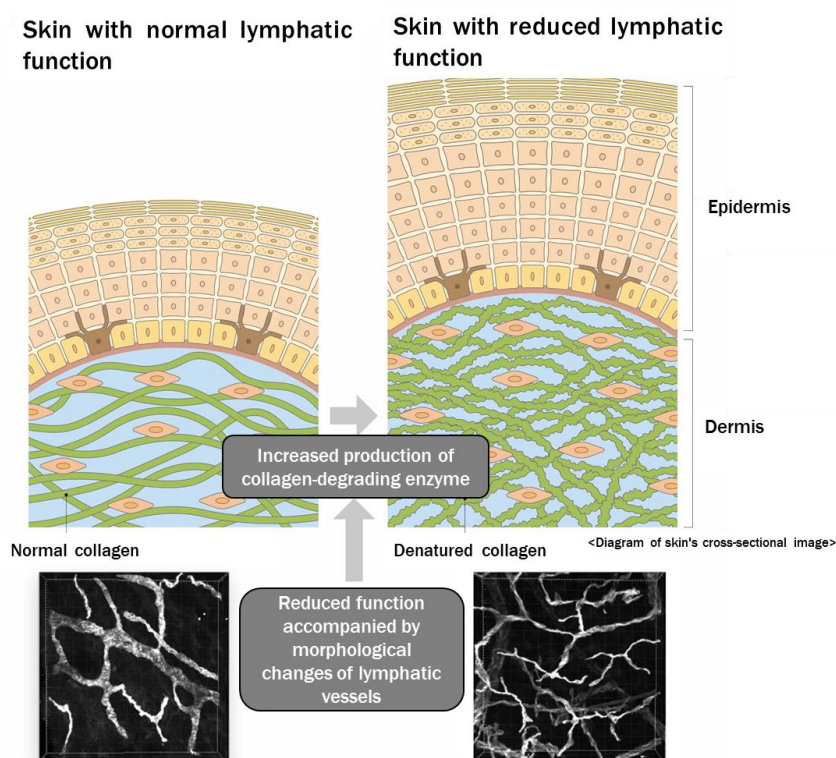 Skin with normal lymphatic
function
Skin with reduced lymphatic
function
Epidermis
Dermis
Increased production of
collagen-degrading enzyme
Normal collagen
Denatured collagen
<Diagram of skin's cross-sectional image>
Reduced function
accompanied by
morphological
changes of lymphatic
vessels